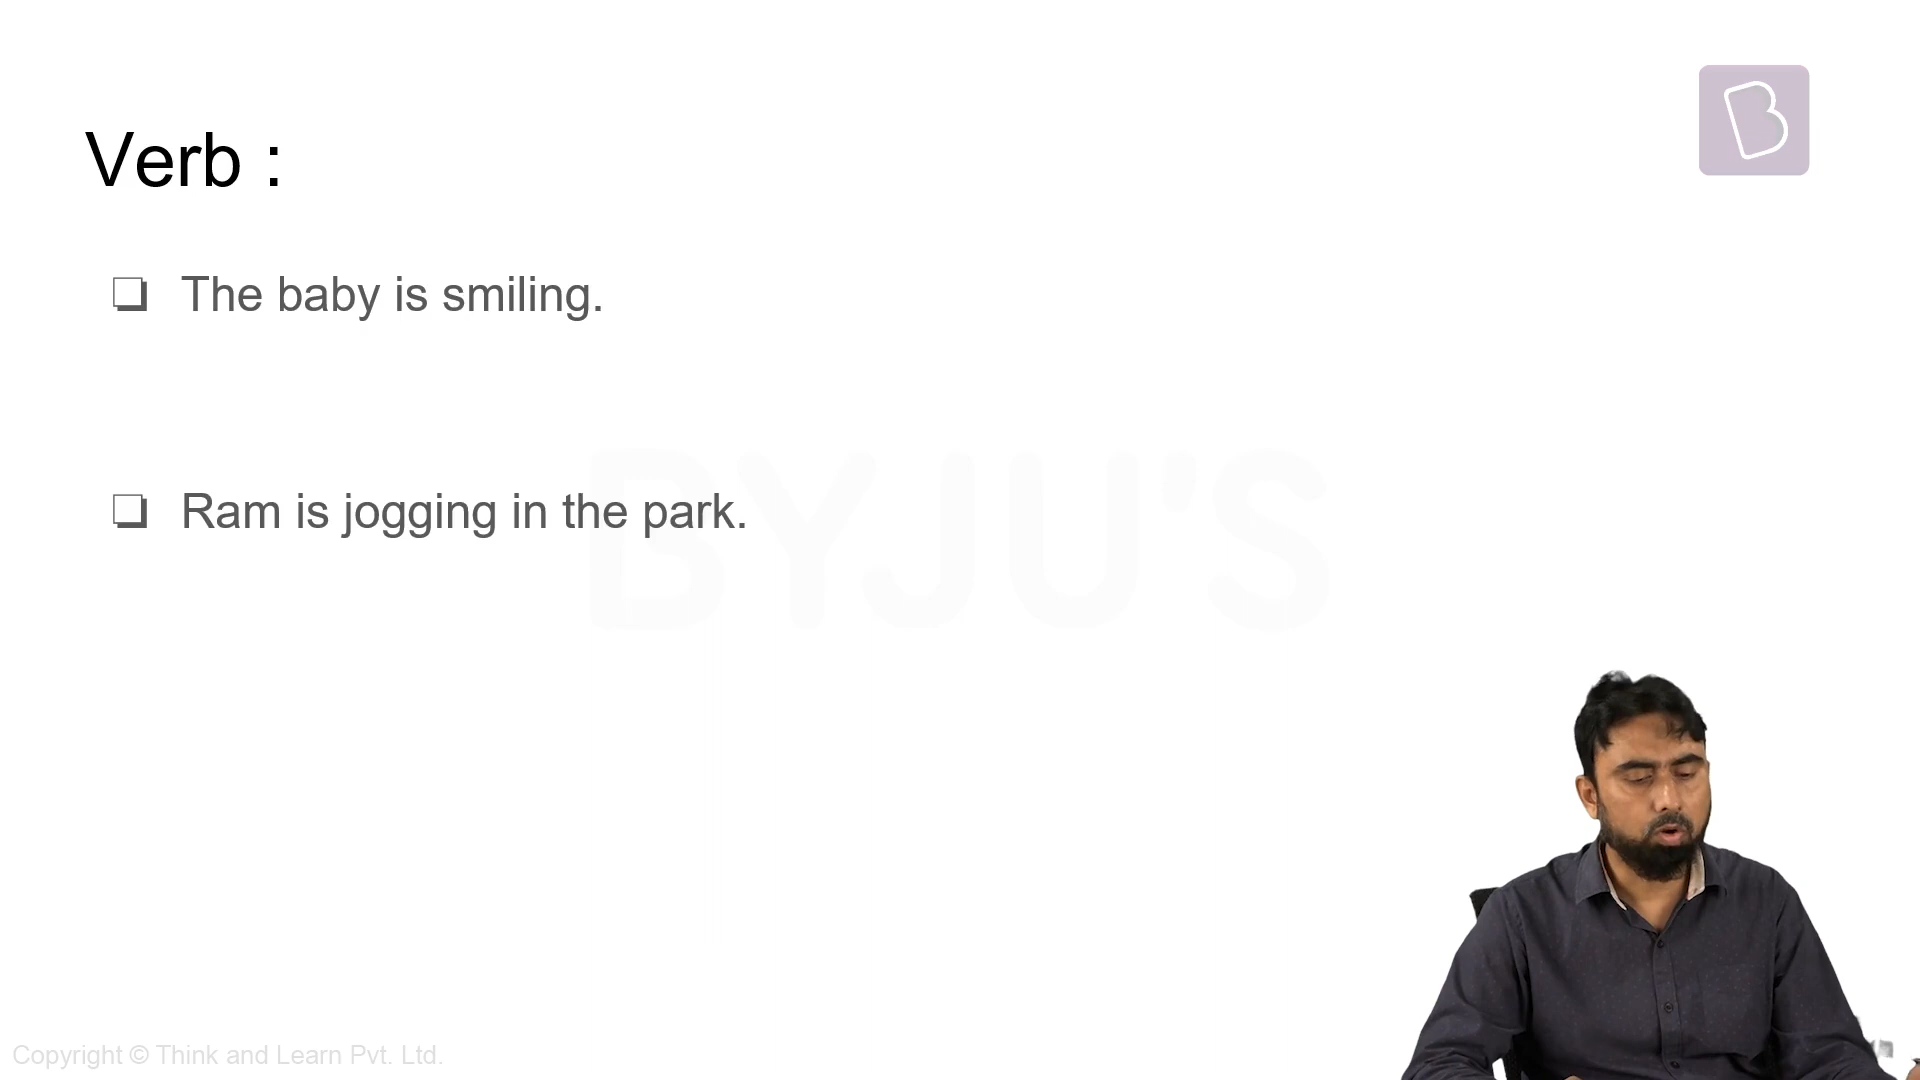 Verb :
❏ The baby is smiling.
❏ Ram is jogging in the park.
BYJU'S
Copyright © Think and Learn Pvt. Ltd.